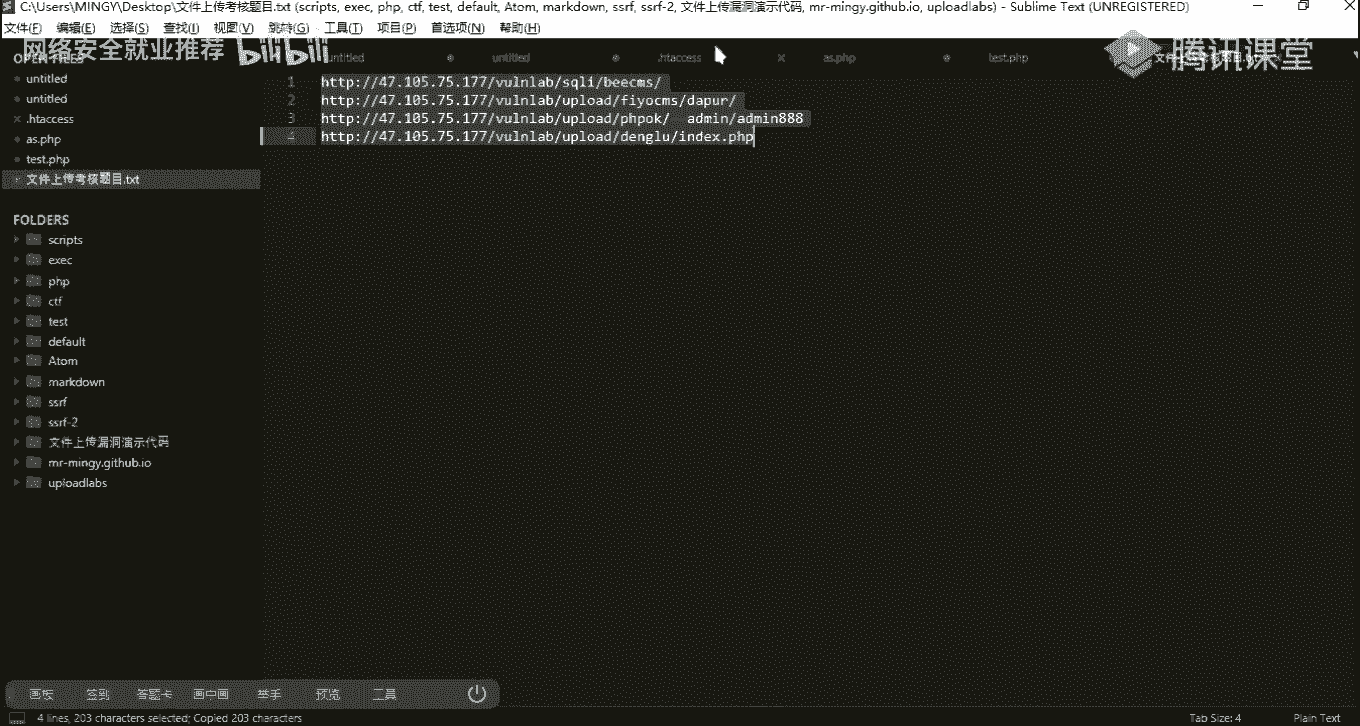 C:\Users\MINGY\Desktop\文件上传考核题目.txt (scripts, exec, php, ctf, test, default, Atom, markdown, ssrf, ssrf-2, 文件上传漏洞演示代码, mr-mingy.github.io, uploadlabs) - Sublime Text (UNREGISTERED)
文件(F) 编辑(E) 选择(S) 查找(I) 视图(V) 跳转(G) 工具(T) 项目(P) 首选项(N) 帮助(H)
网络安全就业推荐 bilibili
腾讯课堂
OPEN FILES
untitled
untitled
.htaccess
as.php
test.php
文件上传考核题目.txt
untitled untitled .htaccess as.php test.php
1 http://47.105.75.177/vulnlab/sqli/beecms/
2 http://47.105.75.177/vulnlab/upload/fiyocms/dapur/
3 http://47.105.75.177/vulnlab/upload/phpok/  admin/admin888
4 http://47.105.75.177/vulnlab/upload/denglu/index.php
FOLDERS
scripts
exec
php
ctf
test
default
Atom
markdown
ssrf
ssrf-2
文件上传漏洞演示代码
mr-mingy.github.io
uploadlabs
画板 签到 答题卡 画中画 举手 预览 工具
4 lines, 203 characters selected; Copied 203 characters
Tab Size: 4 Plain Text